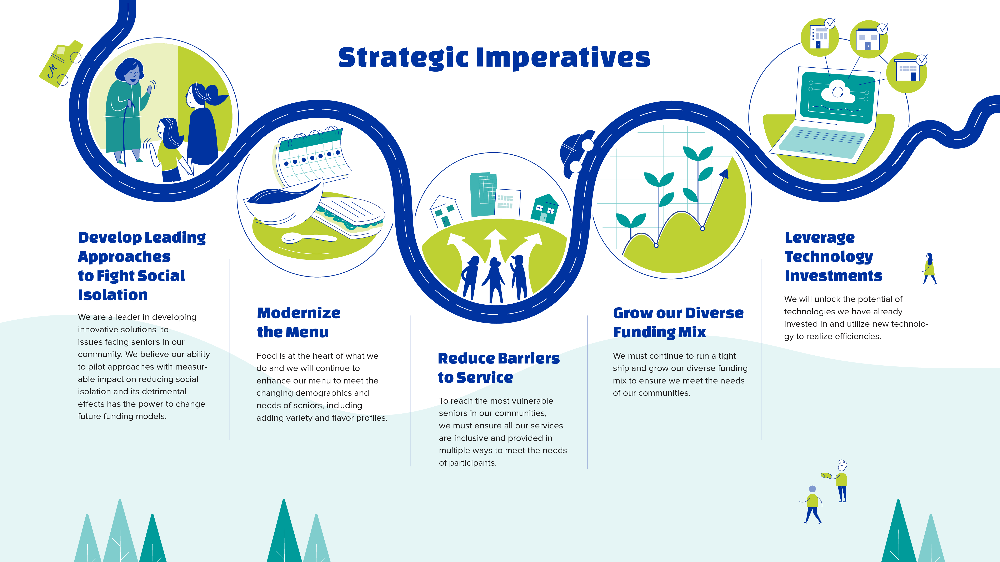 M
Strategic Imperatives
Develop Leading
Approaches
to Fight Social
Isolation
We are a leader in developing
innovative solutions  to
issues facing seniors in our
community. We believe our ability
to pilot approaches with measur-
able impact on reducing social
isolation and its detrimental
effects has the power to change
future funding models.
Modernize
the Menu
Food is at the heart of what we
do and we will continue to
enhance our menu to meet the
changing demographics and
needs of seniors, including
adding variety and flavor profiles.
Reduce Barriers
to Service
To reach the most vulnerable
seniors in our communities,
we must ensure all our services
are inclusive and provided in
multiple ways to meet the needs
of participants.
Grow our Diverse
Funding Mix
We must continue to run a tight
ship and grow our diverse funding
mix to ensure we meet the needs
of our communities.
Leverage
Technology
Investments
We will unlock the potential of
technologies we have already
invested in and utilize new technolo-
gy to realize efficiencies.